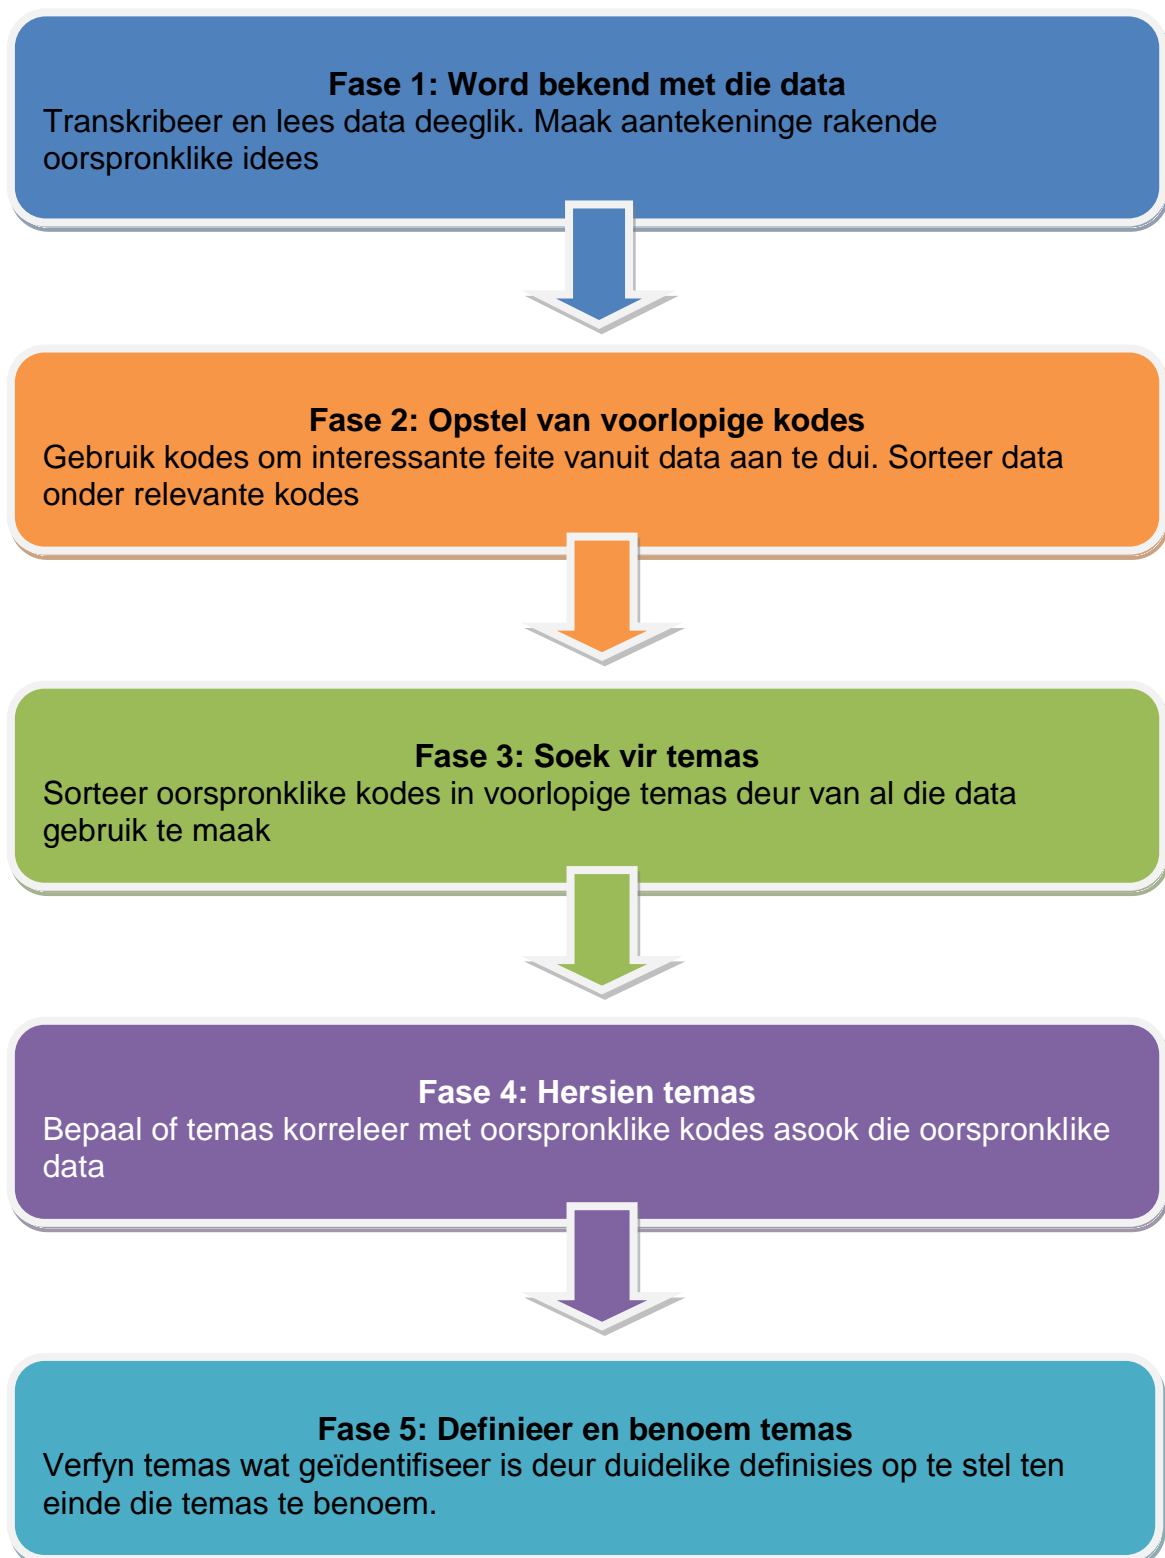 Fase 1: Word bekend met die data
Transkribeer en lees data deeglik. Maak aantekeninge rakende
oorspronklike idees
Fase 2: Opstel van voorlopige kodes
Gebruik kodes om interessante feite vanuit data aan te dui. Sorteer data
onder relevante kodes
Fase 3: Soek vir temas
Sorteer oorspronklike kodes in voorlopige temas deur van al die data
gebruik te maak
Fase 4: Hersien temas
Bepaal of temas korreleer met oorspronklike kodes asook die oorspronklike
data
Fase 5: Definieer en benoem temas
Verfyn temas wat geïdentifiseer is deur duidelike definisies op te stel ten
einde die temas te benoem.